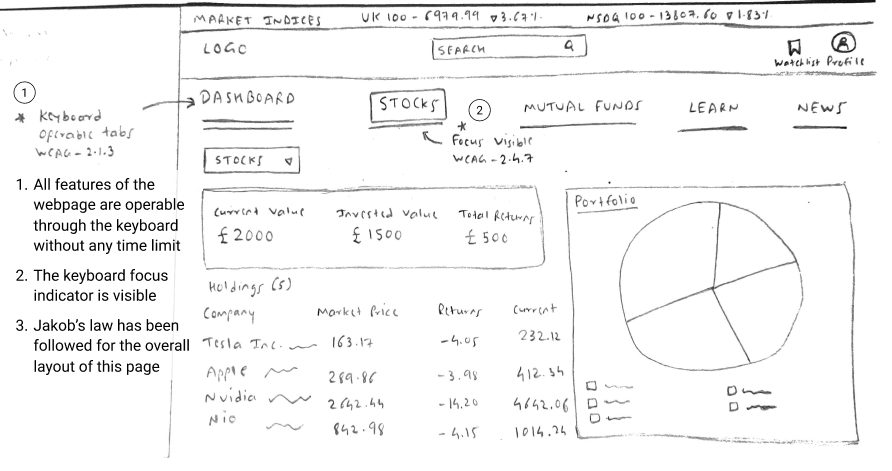 MARKET INDICES UK 100 - 6979.99 ▽3.67% NSDQ 100 - 13807.60 ▽1.83%
LOGO SEARCH
Watchlist Profile
1
DASHBOARD STOCKS 2 MUTUAL FUNDS LEARN NEWS
* Keyboard
operable tabs
WCAG - 2.1.3
* Focus visible
WCAG - 2.4.7
STOCKS ▽
1. All features of the
webpage are operable
through the keyboard
without any time limit
2. The keyboard focus
indicator is visible
3. Jakob's law has been
followed for the overall
layout of this page
Current Value Invested Value Total Returns
£2000 £1500 £500
Portfolio
Holdings (5)
Company Market Price Returns Current
Tesla Inc. 163.17 -4.05 232.12
Apple 289.86 -3.98 412.34
Nvidia 2642.44 -14.20 4642.06
Nio 842.98 -4.15 1014.24